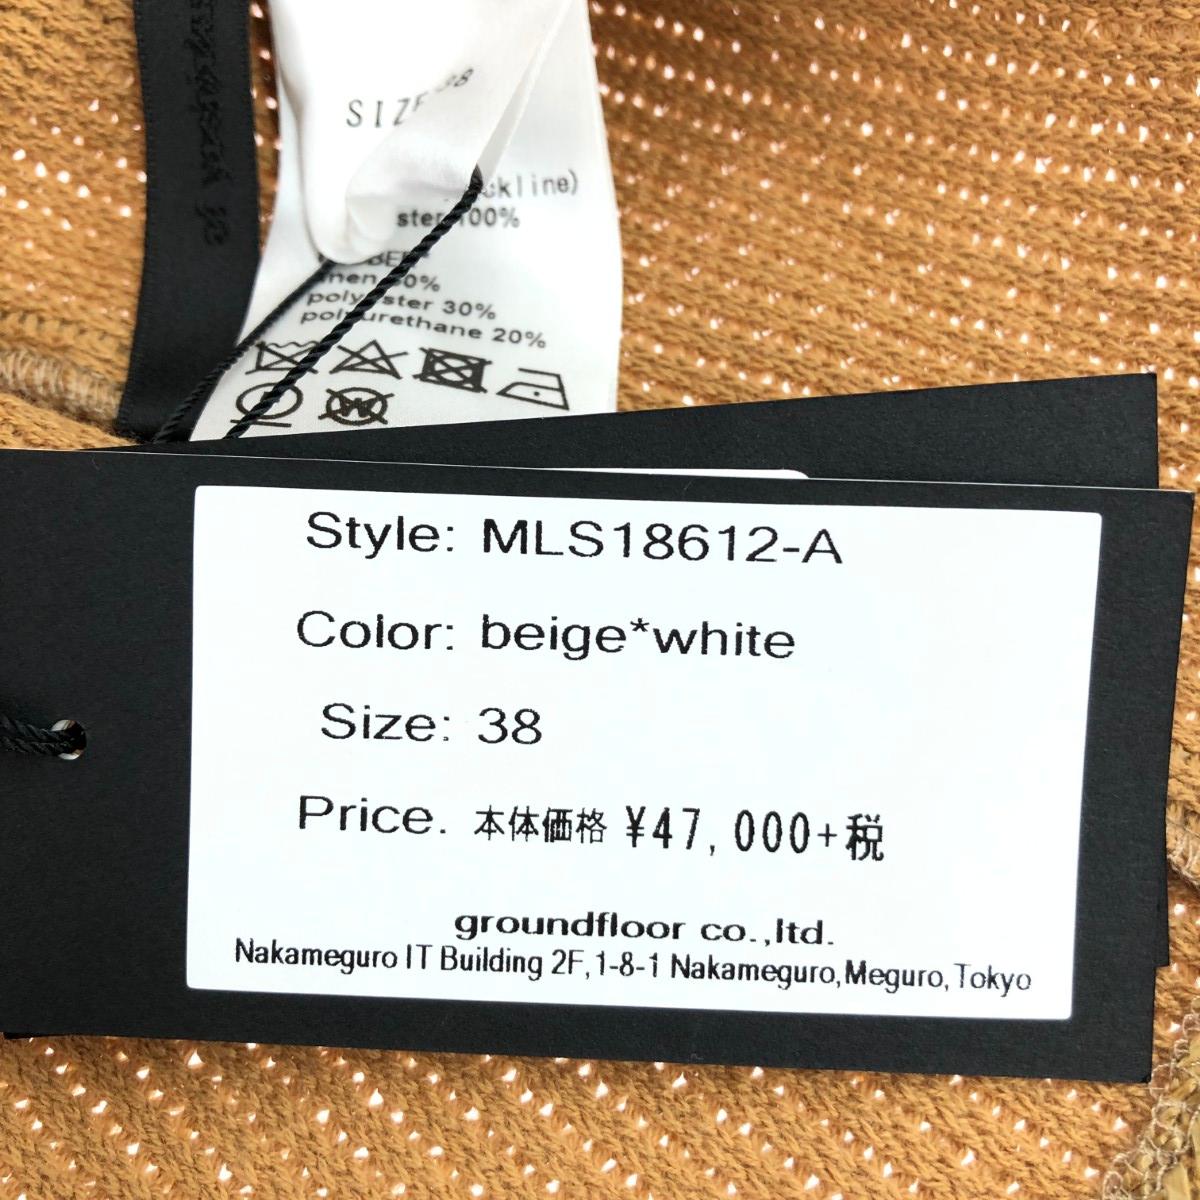 SIZE 38
100%
polyester 30%
polyurethane 20%
Style: MLS18612-A
Color: beige*white
Size: 38
Price. 本体価格 ¥47,000+税
groundfloor co.,ltd.
Nakameguro IT Building 2F,1-8-1 Nakameguro,Meguro,Tokyo